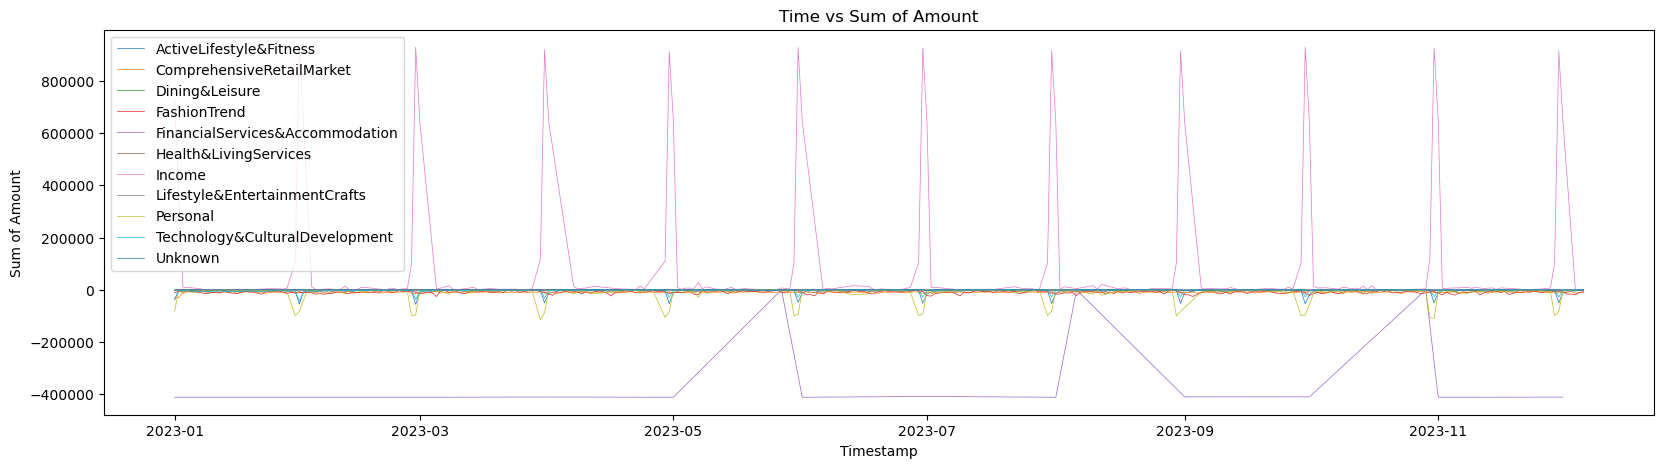 Time vs Sum of Amount
ActiveLifestyle&Fitness
ComprehensiveRetailMarket
Dining&Leisure
FashionTrend
FinancialServices&Accommodation
Health&LivingServices
Income
Lifestyle&EntertainmentCrafts
Personal
Technology&CulturalDevelopment
Unknown
Sum of Amount
800000
600000
400000
200000
0
−200000
−400000
2023-01 2023-03 2023-05 2023-07 2023-09 2023-11
Timestamp